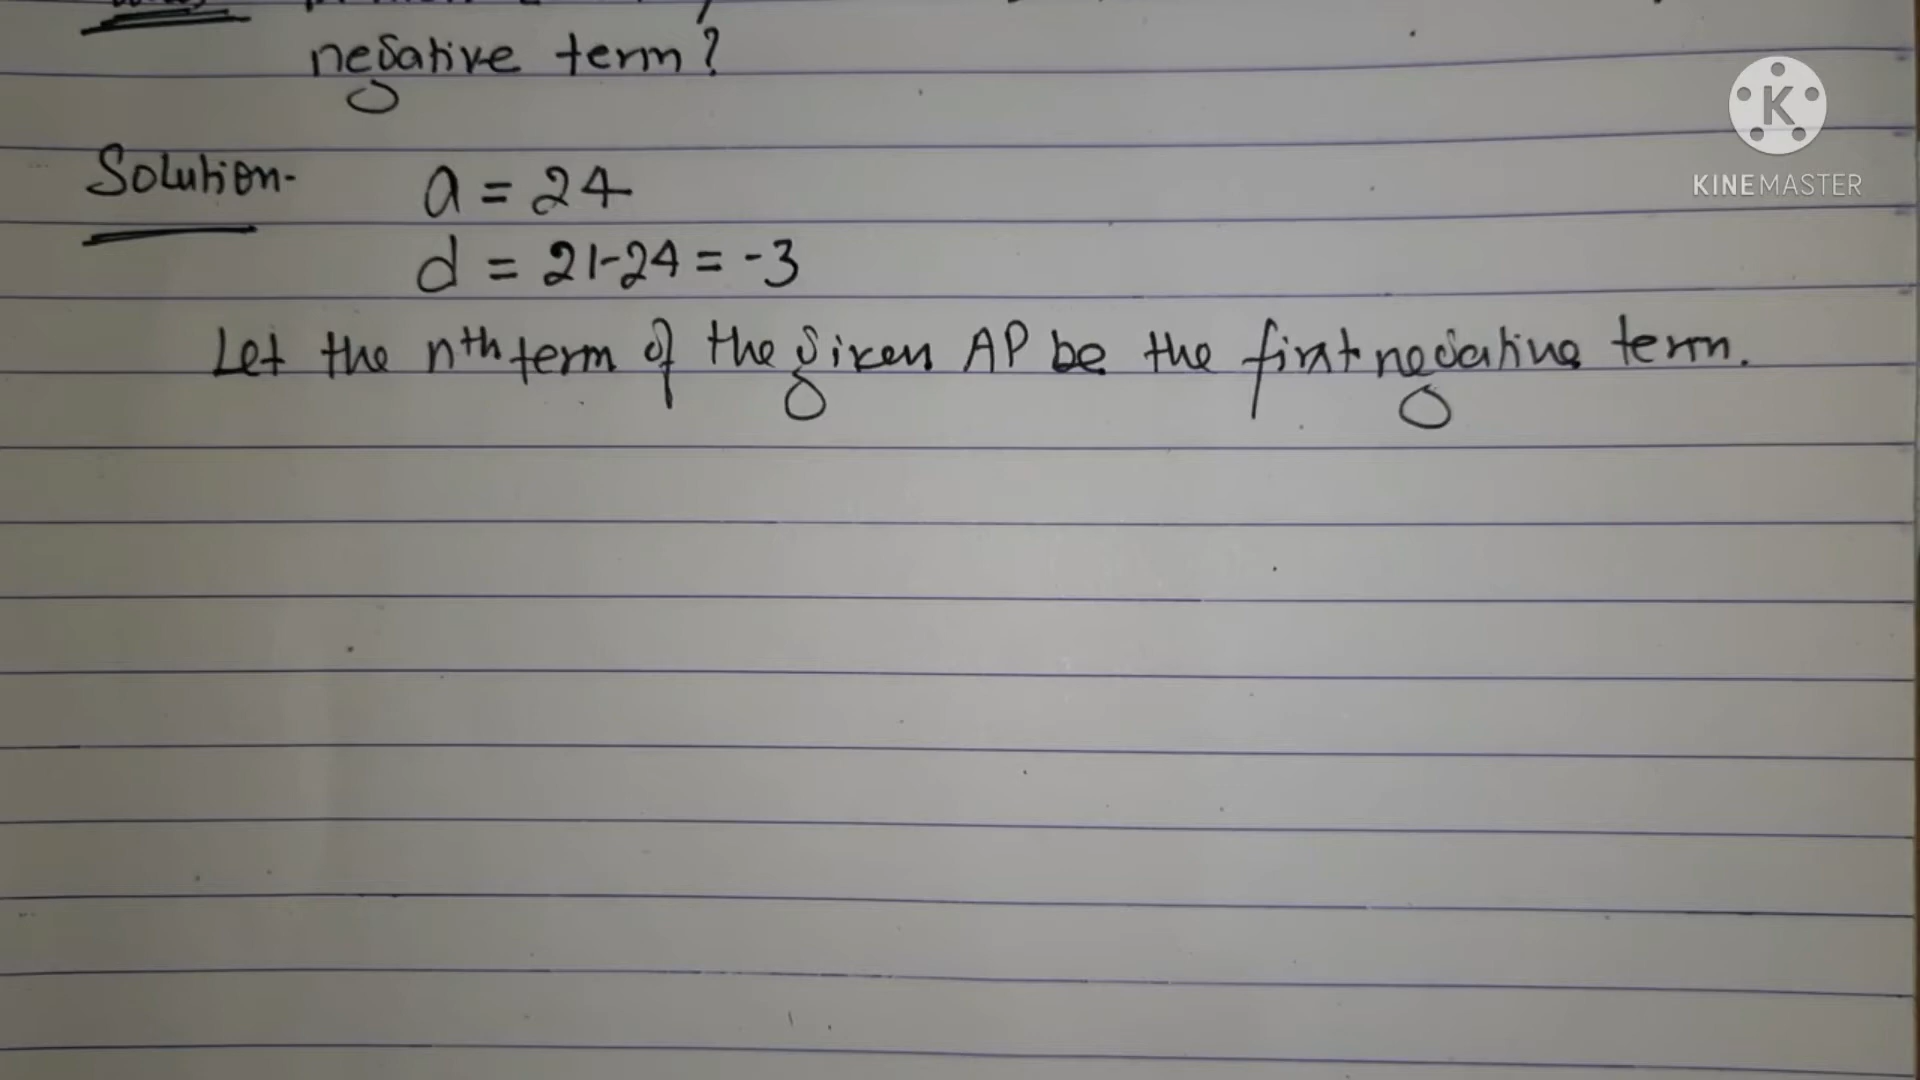 negative term?
Solution- a = 24
d = 21-24 = -3
Let the nth term of the given AP be the first negative term.
KINEMASTER